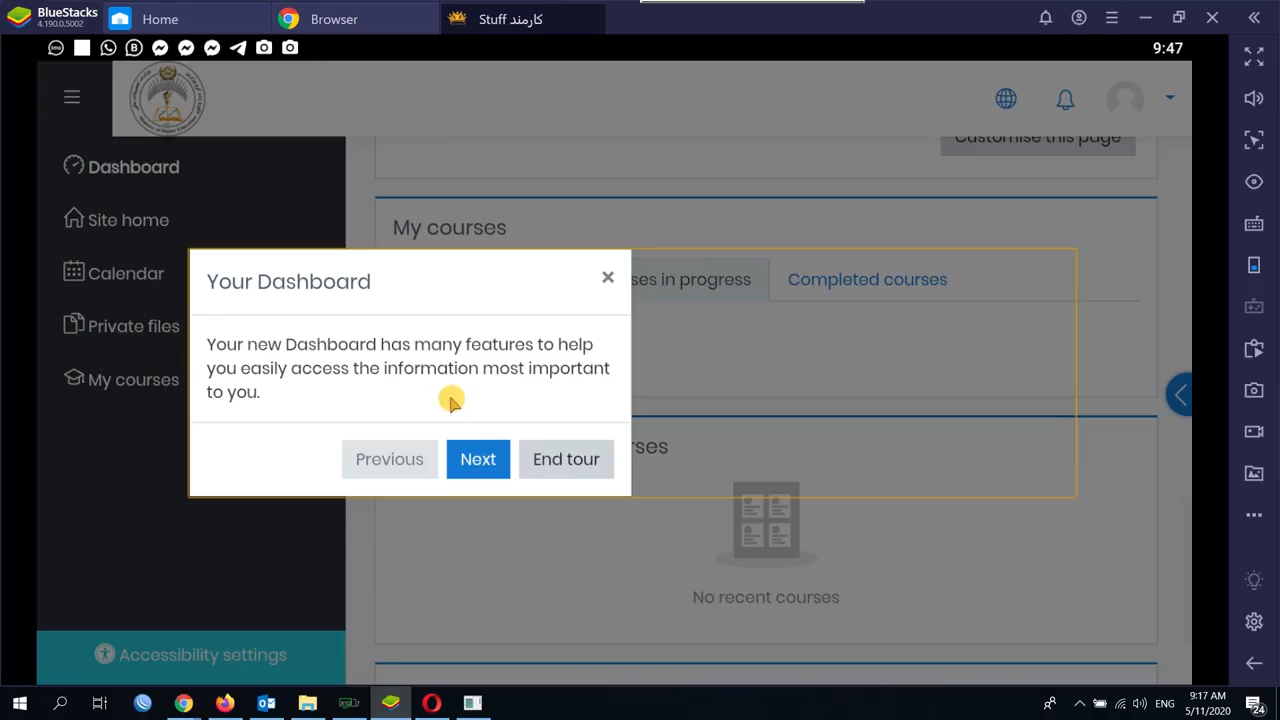 BlueStacks
4.190.0.5002
Home
Browser
Stuff کارمند
9:47
Customise this page
Dashboard
Site home
Calendar
Private files
My courses
Accessibility settings
My courses
ses in progress
Completed courses
Your Dashboard
Your new Dashboard has many features to help
you easily access the information most important
to you.
Previous
Next
End tour
rses
No recent courses
9:17 AM
ENG
5/11/2020
24